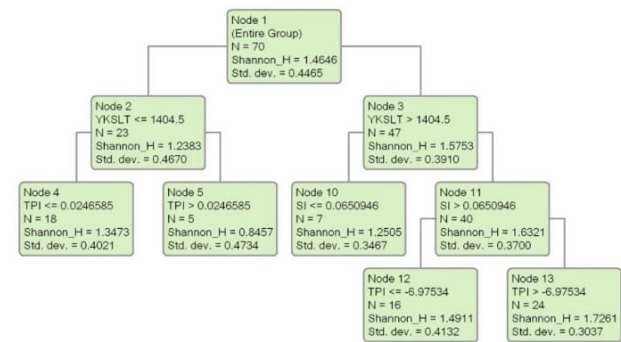 Node 1
(Entire Group)
N = 70
Shannon_H = 1.4646
Std. dev. = 0.4465
Node 2
YKSLT <= 1404.5
N = 23
Shannon_H = 1.2383
Std. dev. = 0.4670
Node 3
YKSLT > 1404.5
N = 47
Shannon_H = 1.5753
Std. dev. = 0.3910
Node 4
TPI <= 0.0246585
N = 18
Shannon_H = 1.3473
Std. dev. = 0.4021
Node 5
TPI > 0.0246585
N = 5
Shannon_H = 0.8457
Std. dev. = 0.4734
Node 10
SI <= 0.0650946
N = 7
Shannon_H = 1.2505
Std. dev. = 0.3467
Node 11
SI > 0.0650946
N = 40
Shannon_H = 1.6321
Std. dev. = 0.3700
Node 12
TPI <= -6.97534
N = 16
Shannon_H = 1.4911
Std. dev. = 0.4132
Node 13
TPI > -6.97534
N = 24
Shannon_H = 1.7261
Std. dev. = 0.3037